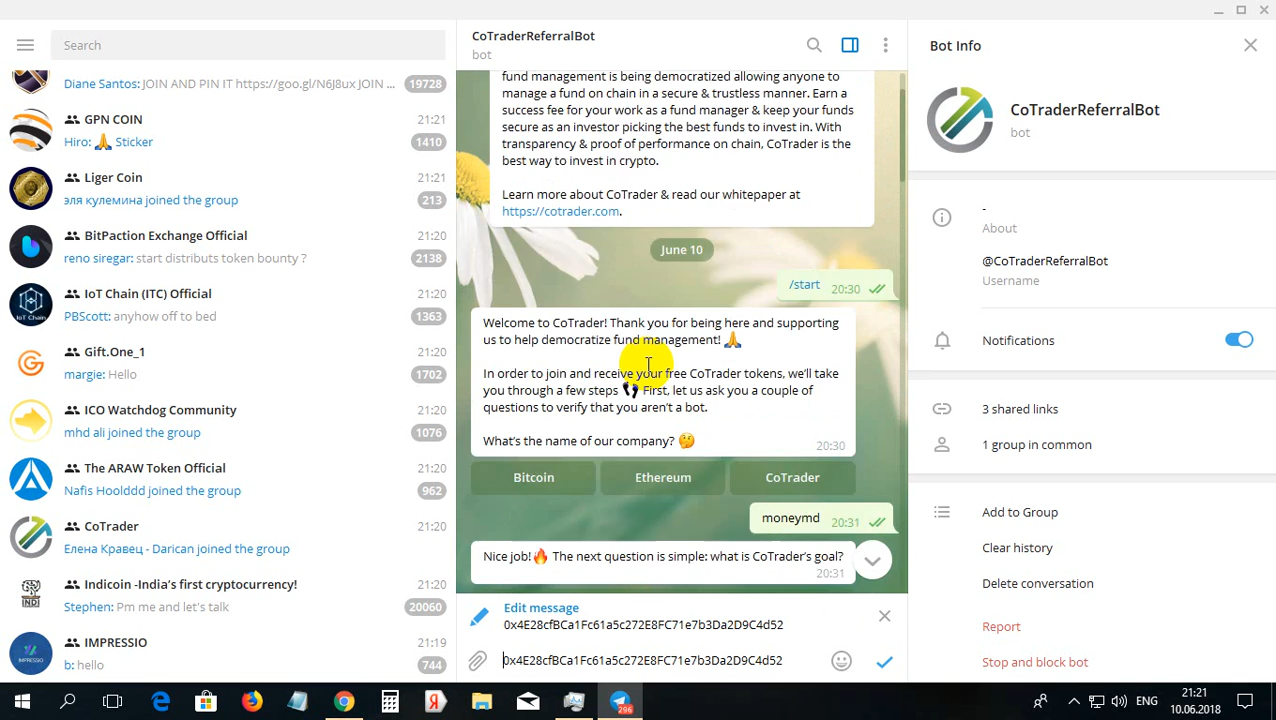 Search
Diane Santos: JOIN AND PIN IT https://goo.gl/N6J8ux JOIN ...
19728
GPN COIN
21:21
Hiro: 🙏 Sticker
1410
Liger Coin
21:21
эля кулемина joined the group
213
BitPaction Exchange Official
21:20
reno siregar: start distributs token bounty ?
2138
IoT Chain (ITC) Official
21:20
PBScott: anyhow off to bed
1363
IoT Chain
Gift.One_1
21:20
margie: Hello
1702
ICO Watchdog Community
21:20
mhd ali joined the group
1076
The ARAW Token Official
21:20
Nafis Hoolddd joined the group
962
CoTrader
21:20
Елена Кравец - Darican joined the group
Indicoin -India's first cryptocurrency!
21:20
Stephen: Pm me and let's talk
20060
INDI
IMPRESSIO
21:19
b: hello
744
CoTraderReferralBot
bot
fund management is being democratized allowing anyone to
manage a fund on chain in a secure & trustless manner. Earn a
success fee for your work as a fund manager & keep your funds
secure as an investor picking the best funds to invest in. With
transparency & proof of performance on chain, CoTrader is the
best way to invest in crypto.
Learn more about CoTrader & read our whitepaper at
https://cotrader.com.
June 10
/start
20:30
Welcome to CoTrader! Thank you for being here and supporting
us to help democratize fund management! 🙏
In order to join and receive your free CoTrader tokens, we'll take
you through a few steps 👣 First, let us ask you a couple of
questions to verify that you aren't a bot.
What's the name of our company? 🤔
20:30
Bitcoin
Ethereum
CoTrader
moneymd
20:31
Nice job!🔥 The next question is simple: what is CoTrader's goal?
20:31
Edit message
0x4E28cfBCa1Fc61a5c272E8FC71e7b3Da2D9C4d52
0x4E28cfBCa1Fc61a5c272E8FC71e7b3Da2D9C4d52
Bot Info
CoTraderReferralBot
bot
-
About
@CoTraderReferralBot
Username
Notifications
3 shared links
1 group in common
Add to Group
Clear history
Delete conversation
Report
Stop and block bot
296
ENG
21:21
10.06.2018